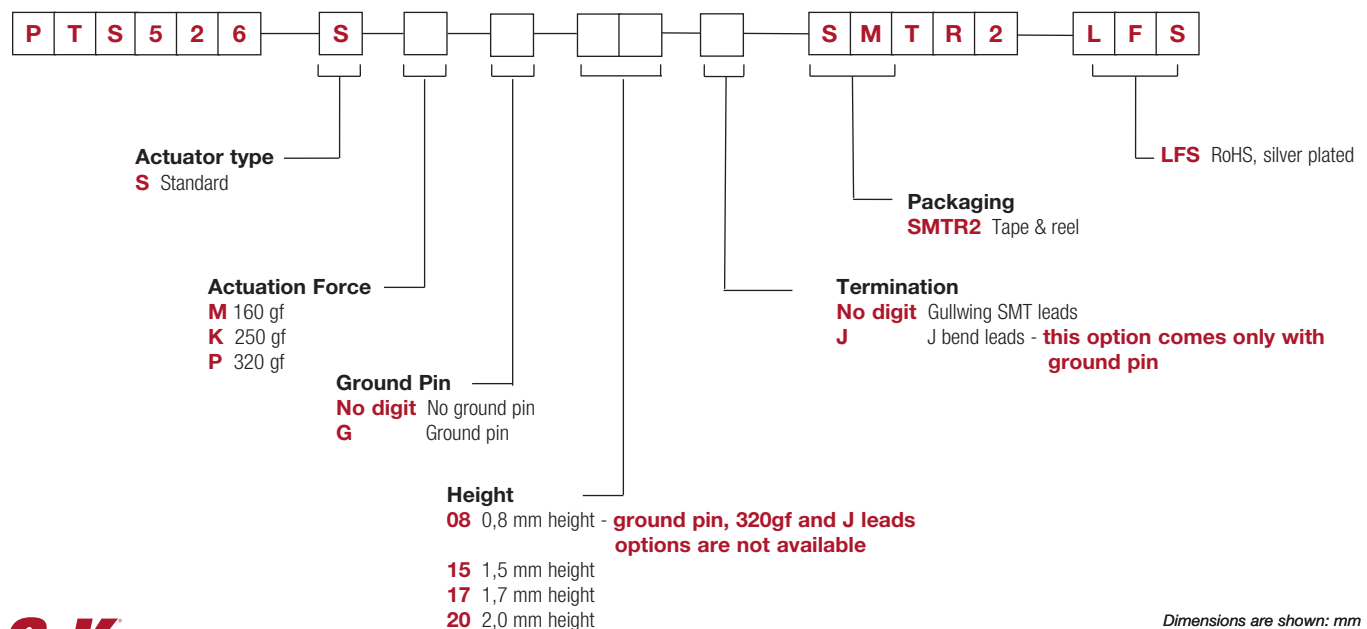 P T S 5 2 6 S S M T R 2 L F S
Actuator type
S Standard
LFS RoHS, silver plated
Packaging
SMTR2 Tape & reel
Actuation Force
M 160 gf
K 250 gf
P 320 gf
Termination
No digit Gullwing SMT leads
J J bend leads - this option comes only with
ground pin
Ground Pin
No digit No ground pin
G Ground pin
Height
08 0,8 mm height - ground pin, 320gf and J leads
options are not available
15 1,5 mm height
17 1,7 mm height
20 2,0 mm height
Dimensions are shown: mm